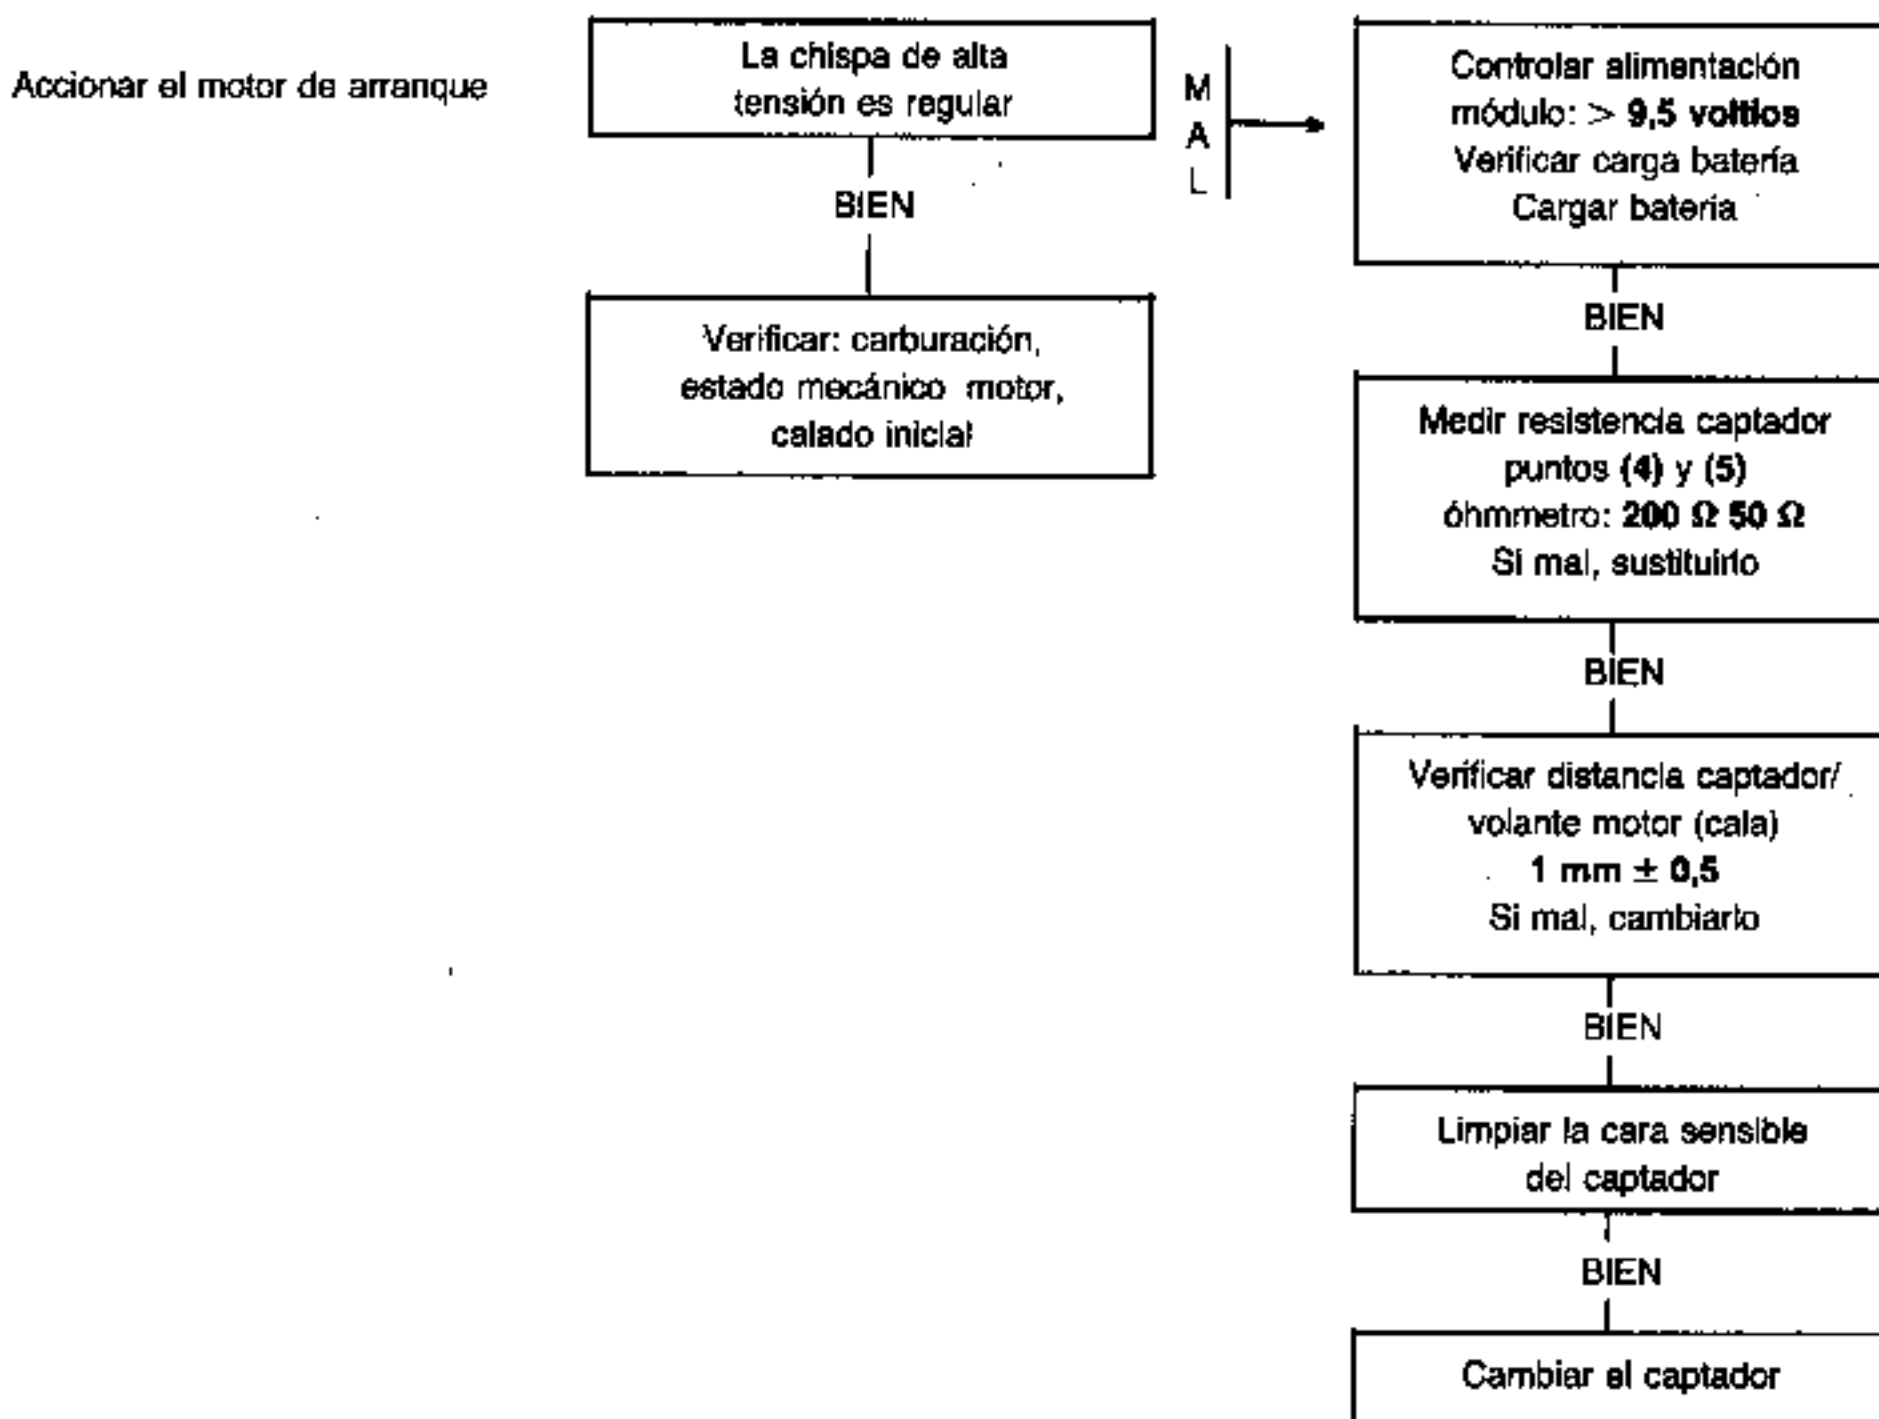 Accionar el motor de arranque
La chispa de alta
tensión es regular
BIEN
Verificar: carburación,
estado mecánico motor,
calado inicial
M
A
L
Controlar alimentación
módulo: > 9,5 voltios
Verificar carga batería
Cargar batería
BIEN
Medir resistencia captador
puntos (4) y (5)
óhmmetro: 200 Ω 50 Ω
Si mal, sustituirlo
BIEN
Verificar distancia captador/
volante motor (cala)
1 mm ± 0,5
Si mal, cambiarlo
BIEN
Limpiar la cara sensible
del captador
BIEN
Cambiar el captador